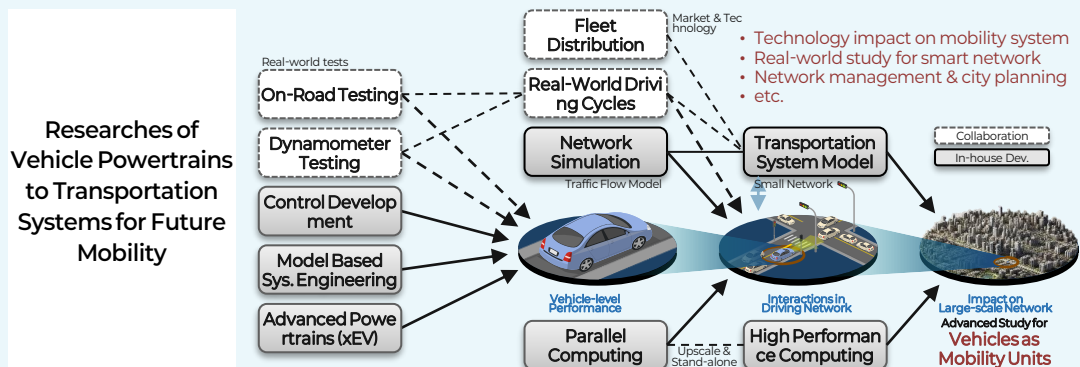 Researches of
Vehicle Powertrains
to Transportation
Systems for Future
Mobility
Real-world tests
On-Road Testing
Dynamometer
Testing
Control Develop
ment
Model Based
Sys. Engineering
Advanced Powe
rtrains (xEV)
Fleet
Distribution
Market & Tec
hnology
Real-World Drivi
ng Cycles
Network
Simulation
Traffic Flow Model
Transportation
System Model
Small Network
• Technology impact on mobility system
• Real-world study for smart network
• Network management & city planning
• etc.
Collaboration
In-house Dev.
Vehicle-level
Performance
Interactions in
Driving Network
Impact on
Large-scale Network
Advanced Study for
Vehicles as
Mobility Units
Parallel
Computing
Upscale &
Stand-alone
High Performan
ce Computing